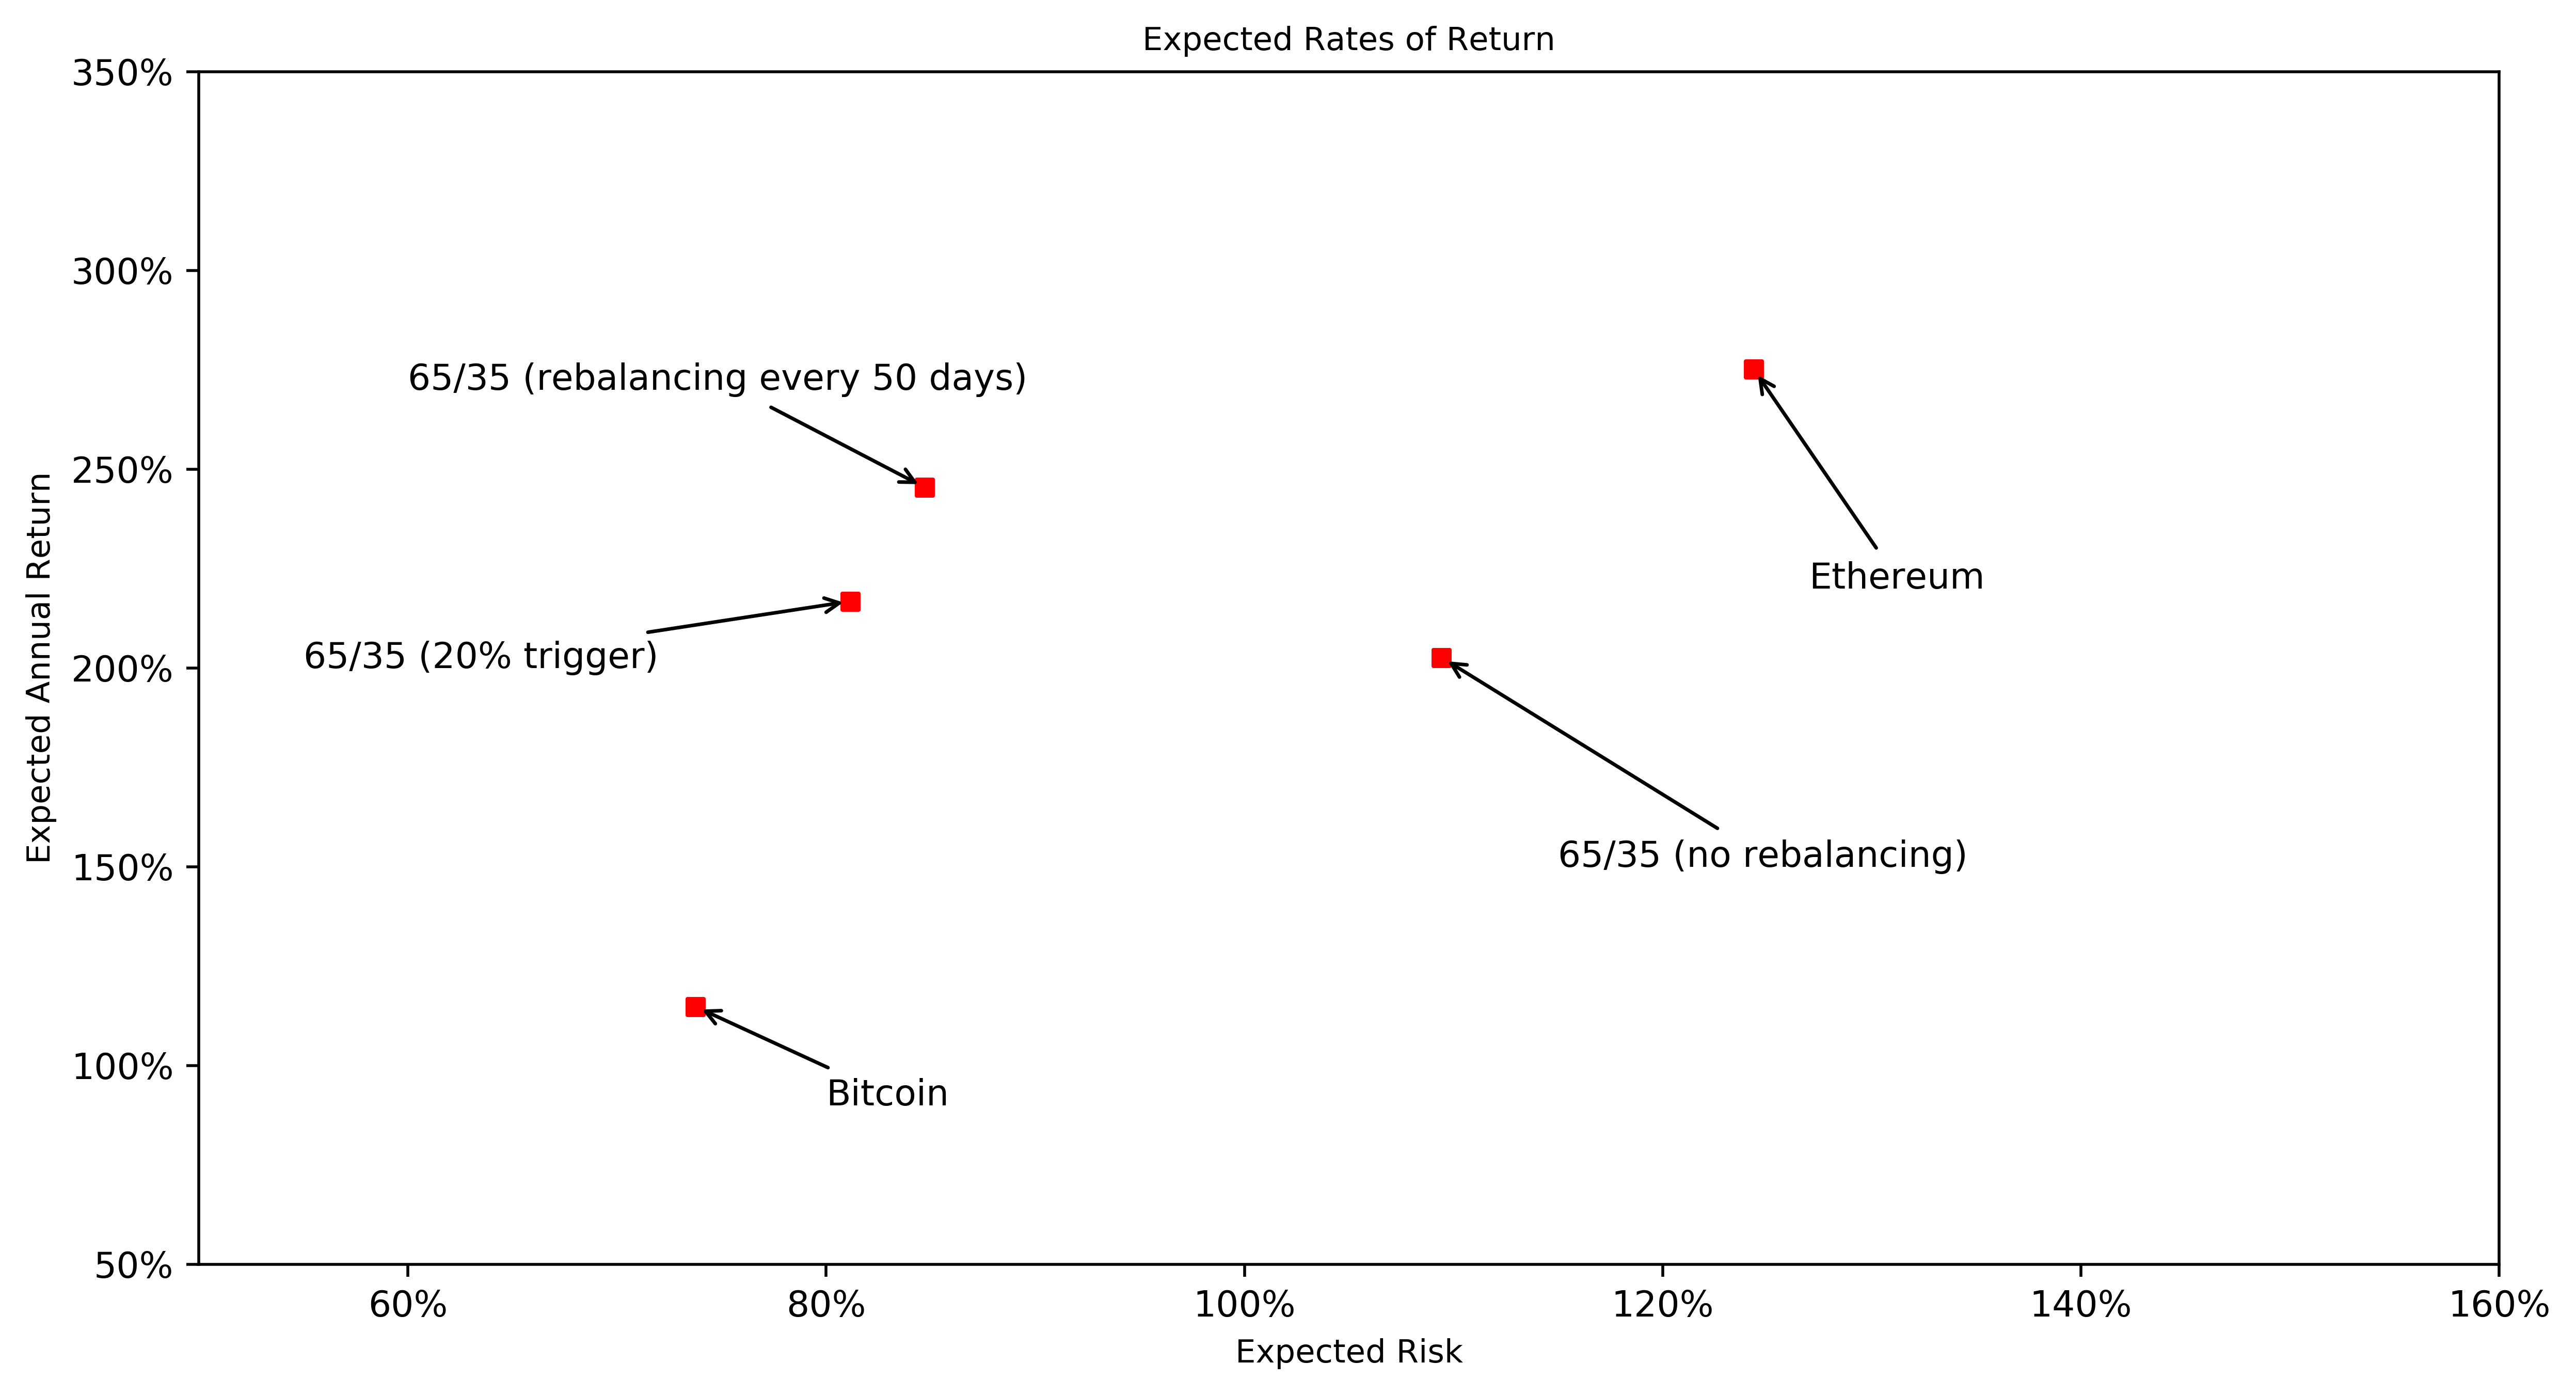 Expected Rates of Return
350%
300%
250%
200%
150%
100%
50%
Expected Annual Return
65/35 (rebalancing every 50 days)
Ethereum
65/35 (20% trigger)
65/35 (no rebalancing)
Bitcoin
60%
80%
100%
120%
140%
160%
Expected Risk